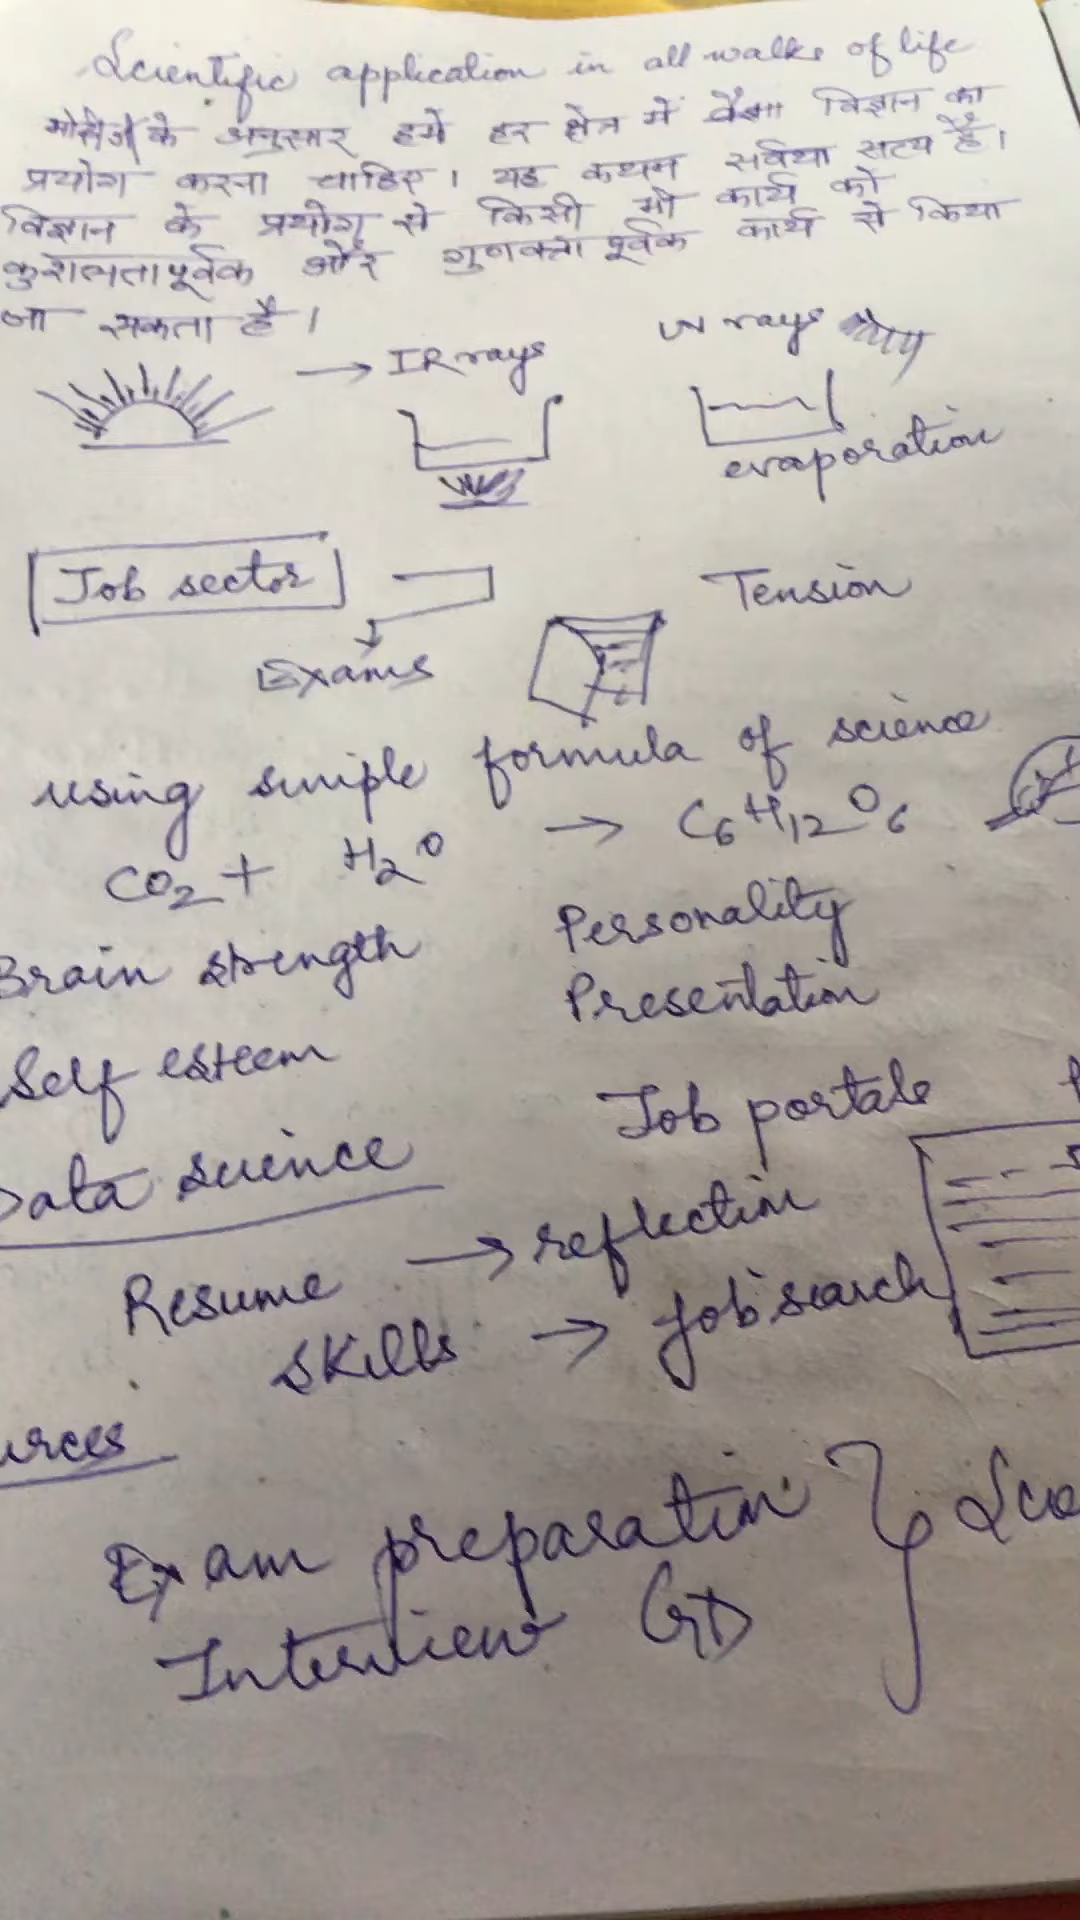 Scientific application in all walks of life
के अनुसार हमे हर क्षेत्र में विज्ञान का
प्रयोग करना चाहिए। यह कथन सर्वथा सत्य है।
विज्ञान के प्रयोग से किसी भी कार्य को
कुशलतापूर्वक और गुणवत्तापूर्वक कार्य से किया
जा सकता है।
→ IR rays
UV rays
evaporation
Job sector
Tension
Exams
using simple formula of science
CO2 + H2O → C6H12O6
Brain strength
Personality
Presentation
Self esteem
Job portals
Data science
Resume → reflection
Skills → job search
urces
Exam preparation
Interview GD